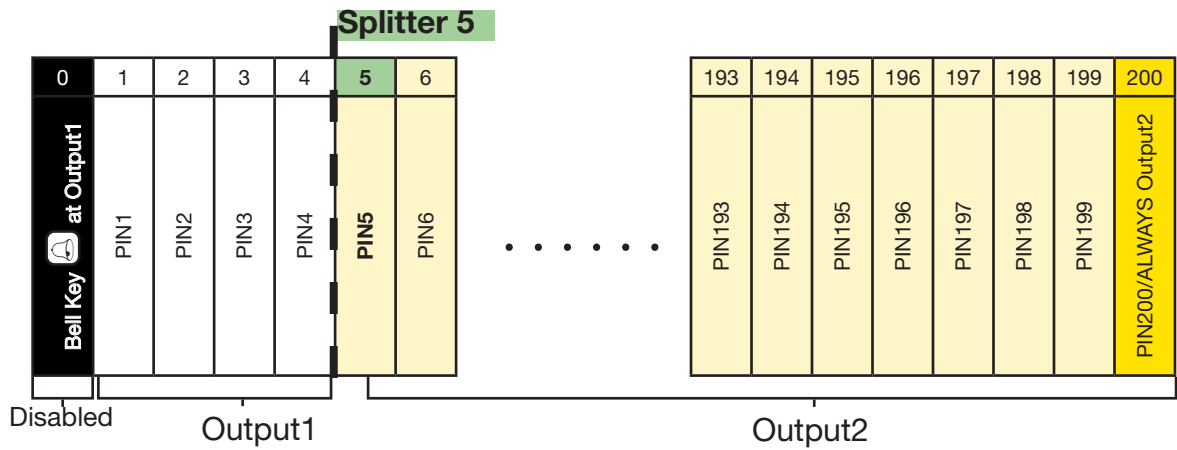 Splitter 5
0 1 2 3 4 5 6 193 194 195 196 197 198 199 200
Bell Key at Output1
PIN1
PIN2
PIN3
PIN4
PIN5
PIN6
......
PIN193
PIN194
PIN195
PIN196
PIN197
PIN198
PIN199
PIN200/ALWAYS Output2
Disabled
Output1
Output2